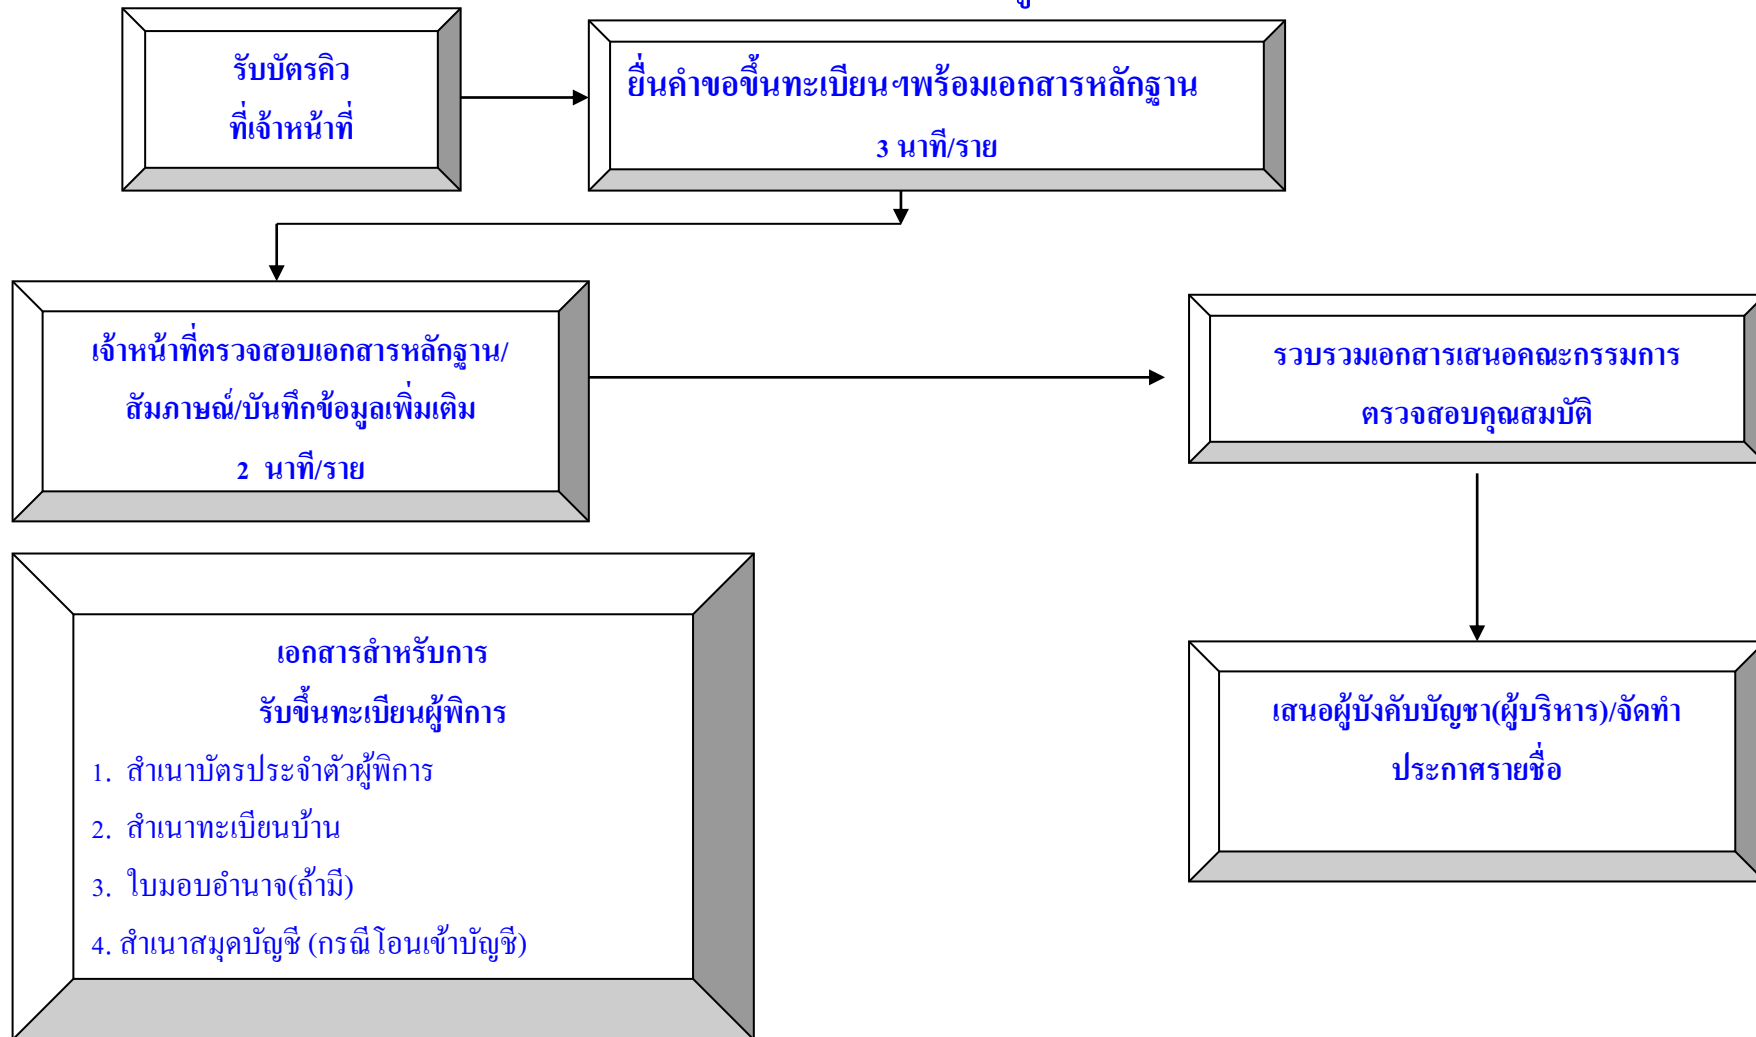 รับบัตรคิว
ที่เจ้าหน้าที่
ยื่นคำขอขึ้นทะเบียนฯพร้อมเอกสารหลักฐาน
3 นาที/ราย
เจ้าหน้าที่ตรวจสอบเอกสารหลักฐาน/
สัมภาษณ์/บันทึกข้อมูลเพิ่มเติม
2 นาที/ราย
รวบรวมเอกสารเสนอคณะกรรมการ
ตรวจสอบคุณสมบัติ
เสนอผู้บังคับบัญชา(ผู้บริหาร)/จัดทำ
ประกาศรายชื่อ
เอกสารสำหรับการ
รับขึ้นทะเบียนผู้พิการ
1. สำเนาบัตรประจำตัวผู้พิการ
2. สำเนาทะเบียนบ้าน
3. ใบมอบอำนาจ(ถ้ามี)
4. สำเนาสมุดบัญชี (กรณีโอนเข้าบัญชี)